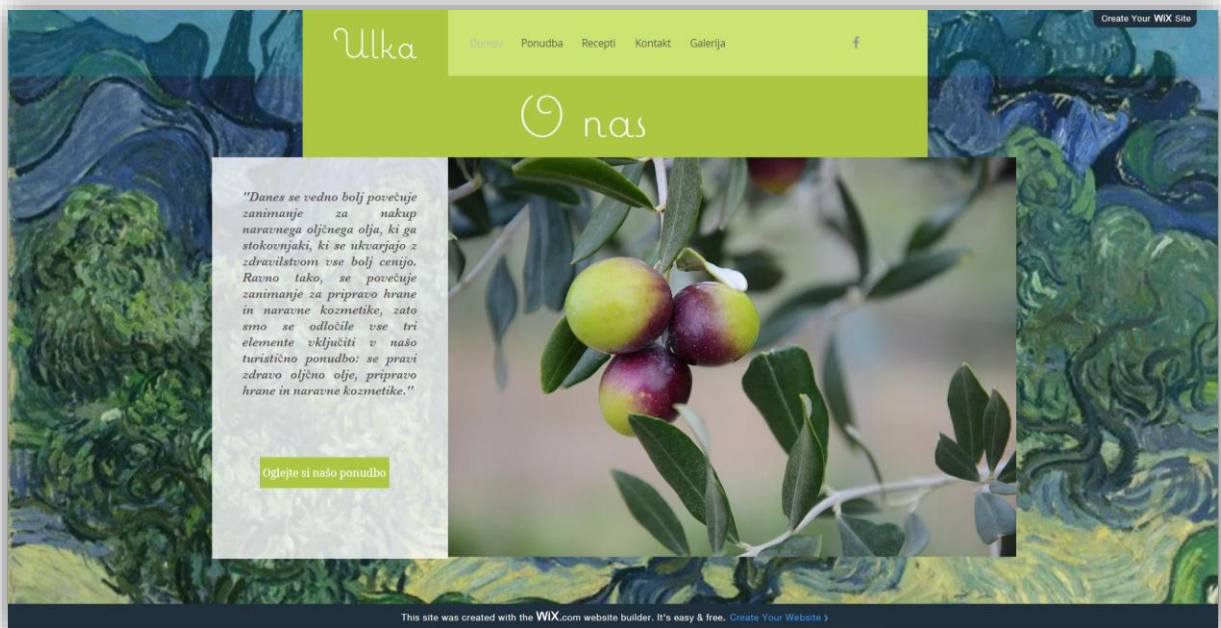 Create Your WiX Site
Ulka
Domov Ponudba Recepti Kontakt Galerija f
O nas
"Danes se vedno bolj povečuje
zanimanje za nakup
naravnega oljčnega olja, ki ga
stokovnjaki, ki se ukvarjajo z
zdravilstvom vse bolj cenijo.
Ravno tako, se povečuje
zanimanje za pripravo hrane
in naravne kozmetike, zato
smo se odločile vse tri
elemente vključiti v našo
turistično ponudbo: se pravi
zdravo oljčno olje, pripravo
hrane in naravne kozmetike."
Oglejte si našo ponudbo
This site was created with the WiX.com website builder. It's easy & free. Create Your Website >